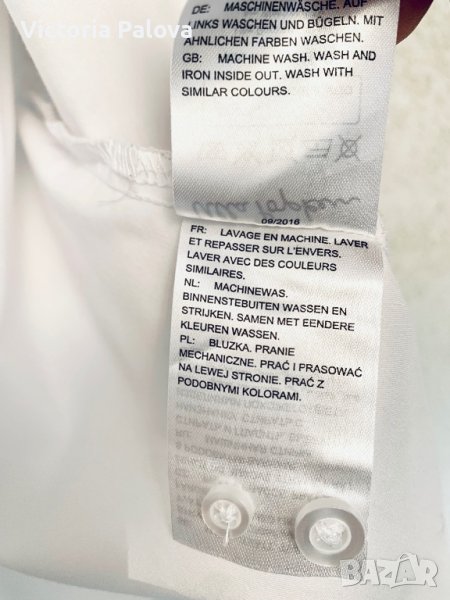 Viccoria Palova
DE: MASCHINENWÄSCHE. AUF
LINKS WASCHEN UND BÜGELN. MIT
ÄHNLICHEN FARBEN WASCHEN.
GB: MACHINE WASH. WASH AND
IRON INSIDE OUT. WASH WITH
SIMILAR COLOURS.
Ulla Popken
09/2016
FR: LAVAGE EN MACHINE. LAVER
ET REPASSER SUR L'ENVERS.
LAVER AVEC DES COULEURS
SIMILAIRES.
NL: MACHINEWAS.
BINNENSTEBUITEN WASSEN EN
STRIJKEN. SAMEN MET EENDERE
KLEUREN WASSEN.
PL: BLUZKA. PRANIE
MECHANICZNE. PRAĆ I PRASOWAĆ
NA LEWEJ STRONIE. PRAĆ Z
PODOBNYMI KOLORAMI.
BAZAR